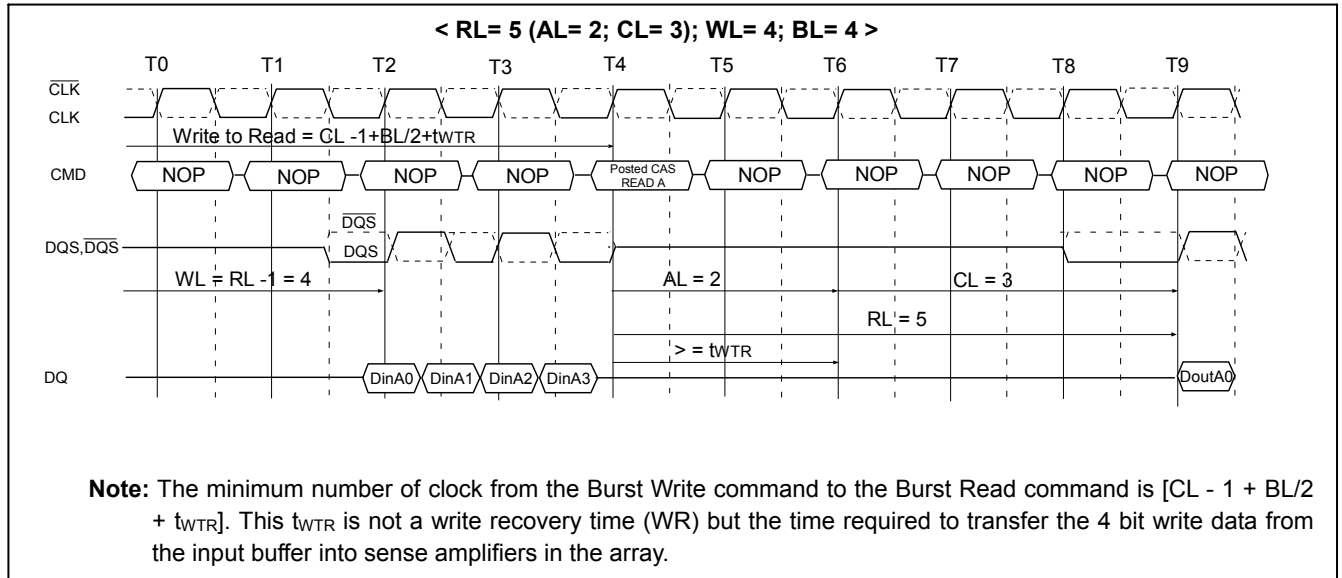 < RL= 5 (AL= 2; CL= 3); WL= 4; BL= 4 >
T0 T1 T2 T3 T4 T5 T6 T7 T8 T9
CLK
CLK
Write to Read = CL -1+BL/2+tWTR
CMD NOP NOP NOP NOP Posted CAS READ A NOP NOP NOP NOP NOP
DQS
DQS,DQS DQS
WL = RL -1 = 4 AL = 2 CL = 3
RL = 5
> = tWTR
DQ DinA0 DinA1 DinA2 DinA3 DoutA0
Note: The minimum number of clock from the Burst Write command to the Burst Read command is [CL - 1 + BL/2
+ tWTR]. This tWTR is not a write recovery time (WR) but the time required to transfer the 4 bit write data from
the input buffer into sense amplifiers in the array.